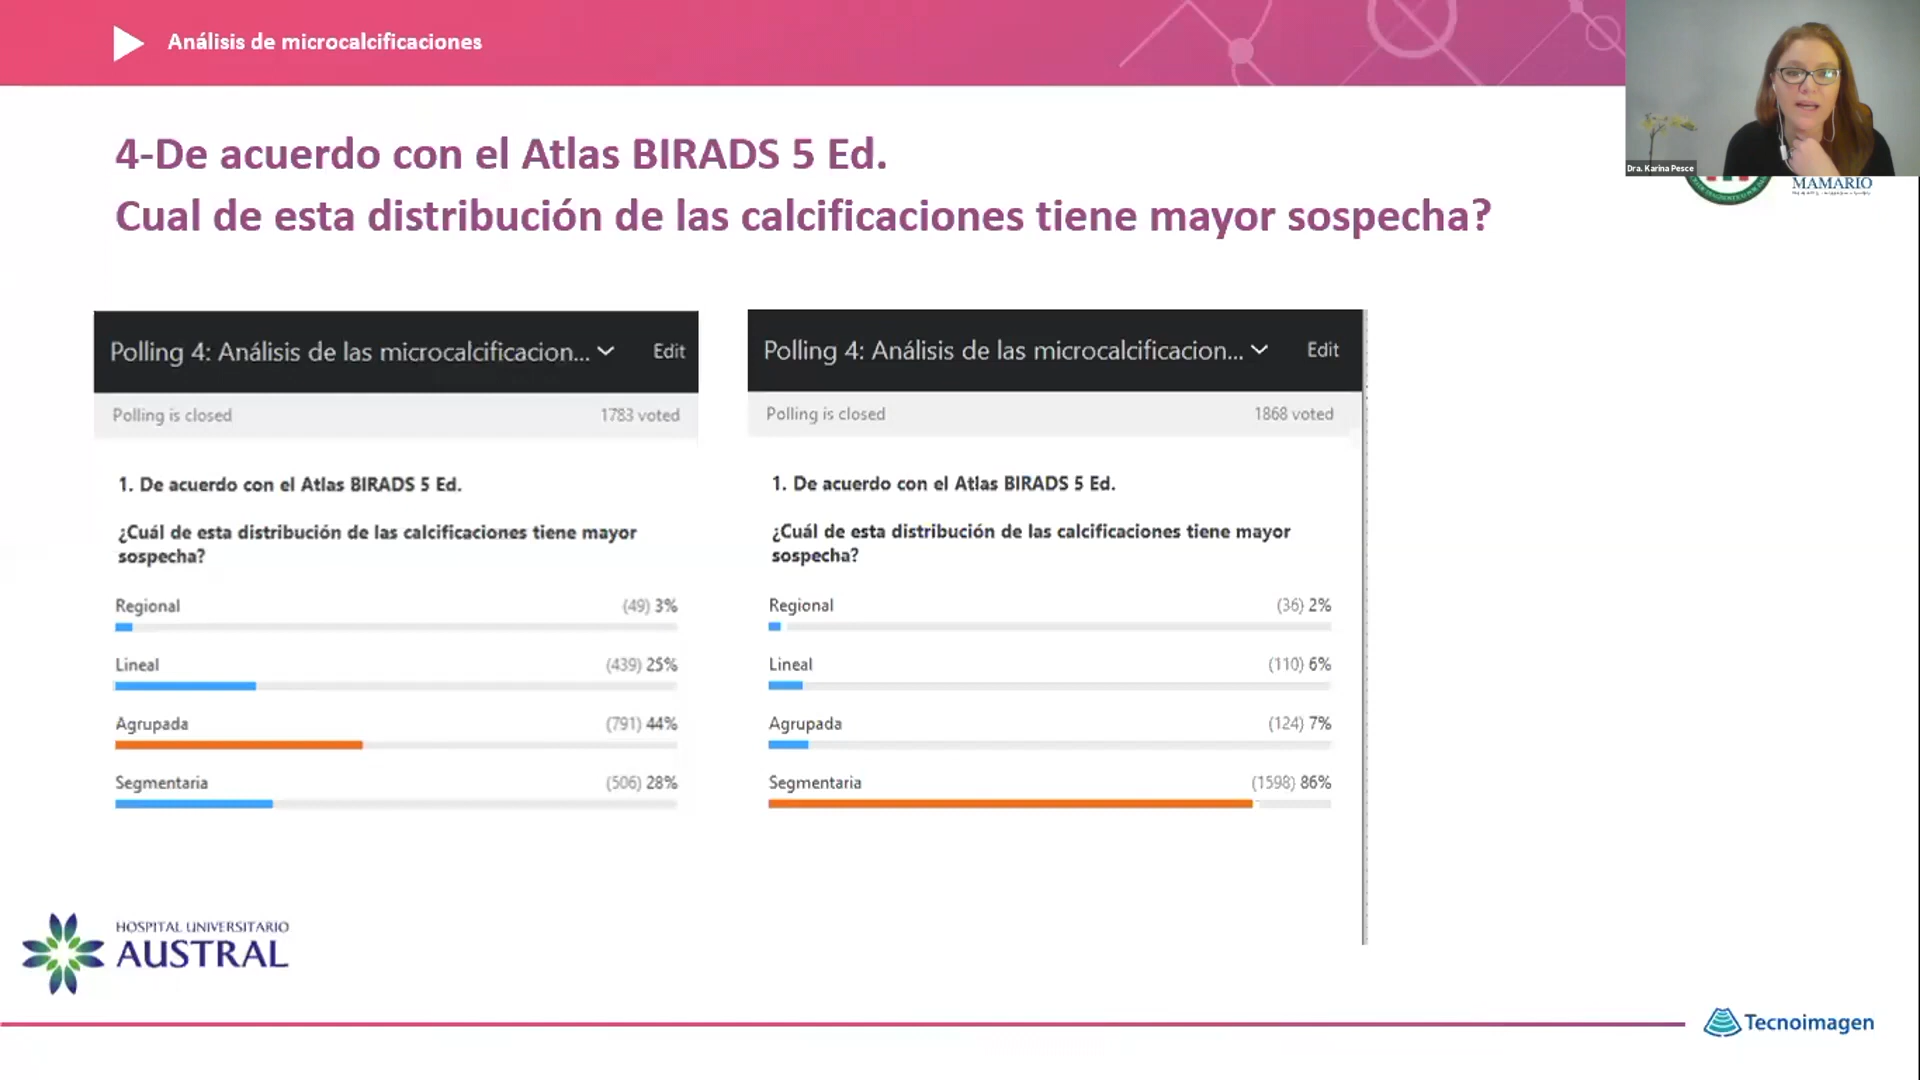 Análisis de microcalcificaciones
Dra. Karina Pesce
MAMARIO
4-De acuerdo con el Atlas BIRADS 5 Ed.
Cual de esta distribución de las calcificaciones tiene mayor sospecha?
Polling 4: Análisis de las microcalcificacion... Edit
Polling is closed 1783 voted
1. De acuerdo con el Atlas BIRADS 5 Ed.
¿Cuál de esta distribución de las calcificaciones tiene mayor
sospecha?
Regional (49) 3%
Lineal (439) 25%
Agrupada (791) 44%
Segmentaria (506) 28%
Polling 4: Análisis de las microcalcificacion... Edit
Polling is closed 1868 voted
1. De acuerdo con el Atlas BIRADS 5 Ed.
¿Cuál de esta distribución de las calcificaciones tiene mayor
sospecha?
Regional (36) 2%
Lineal (110) 6%
Agrupada (124) 7%
Segmentaria (1598) 86%
HOSPITAL UNIVERSITARIO
AUSTRAL
Tecnoimagen